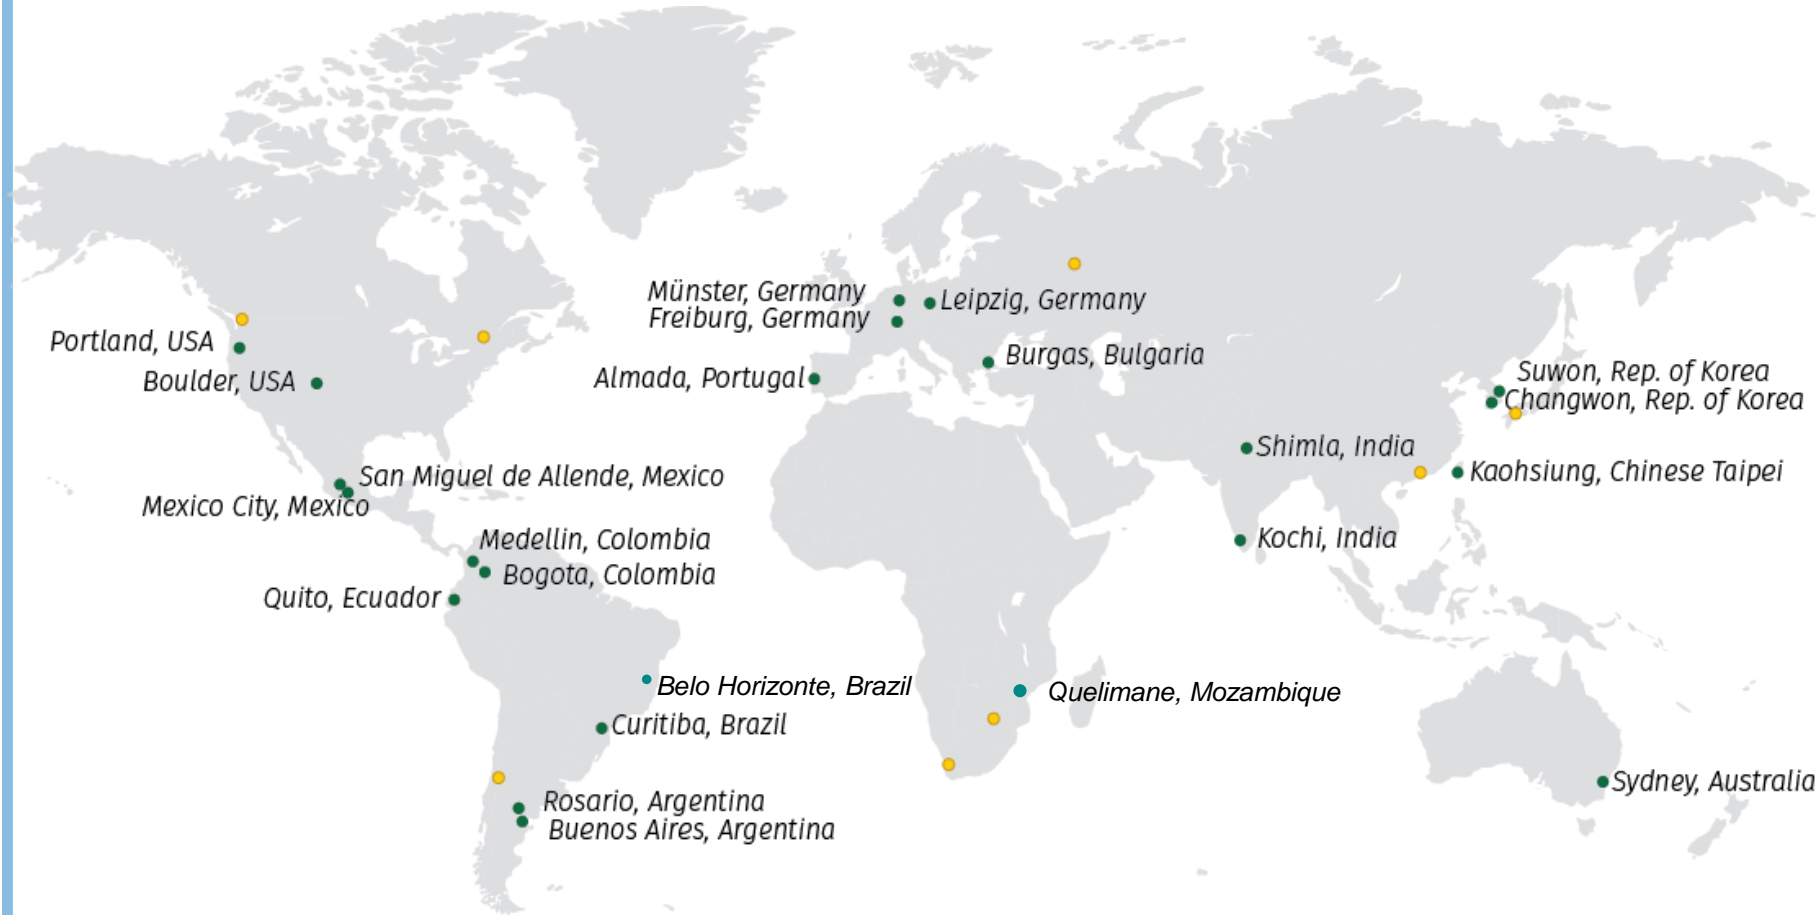 Münster, Germany
Leipzig, Germany
Freiburg, Germany
Portland, USA
Burgas, Bulgaria
Boulder, USA
Almada, Portugal
Suwon, Rep. of Korea
Changwon, Rep. of Korea
Shimla, India
San Miguel de Allende, Mexico
Kaohsiung, Chinese Taipei
Mexico City, Mexico
Medellin, Colombia
Kochi, India
Bogota, Colombia
Quito, Ecuador
Belo Horizonte, Brazil
Quelimane, Mozambique
Curitiba, Brazil
Sydney, Australia
Rosario, Argentina
Buenos Aires, Argentina